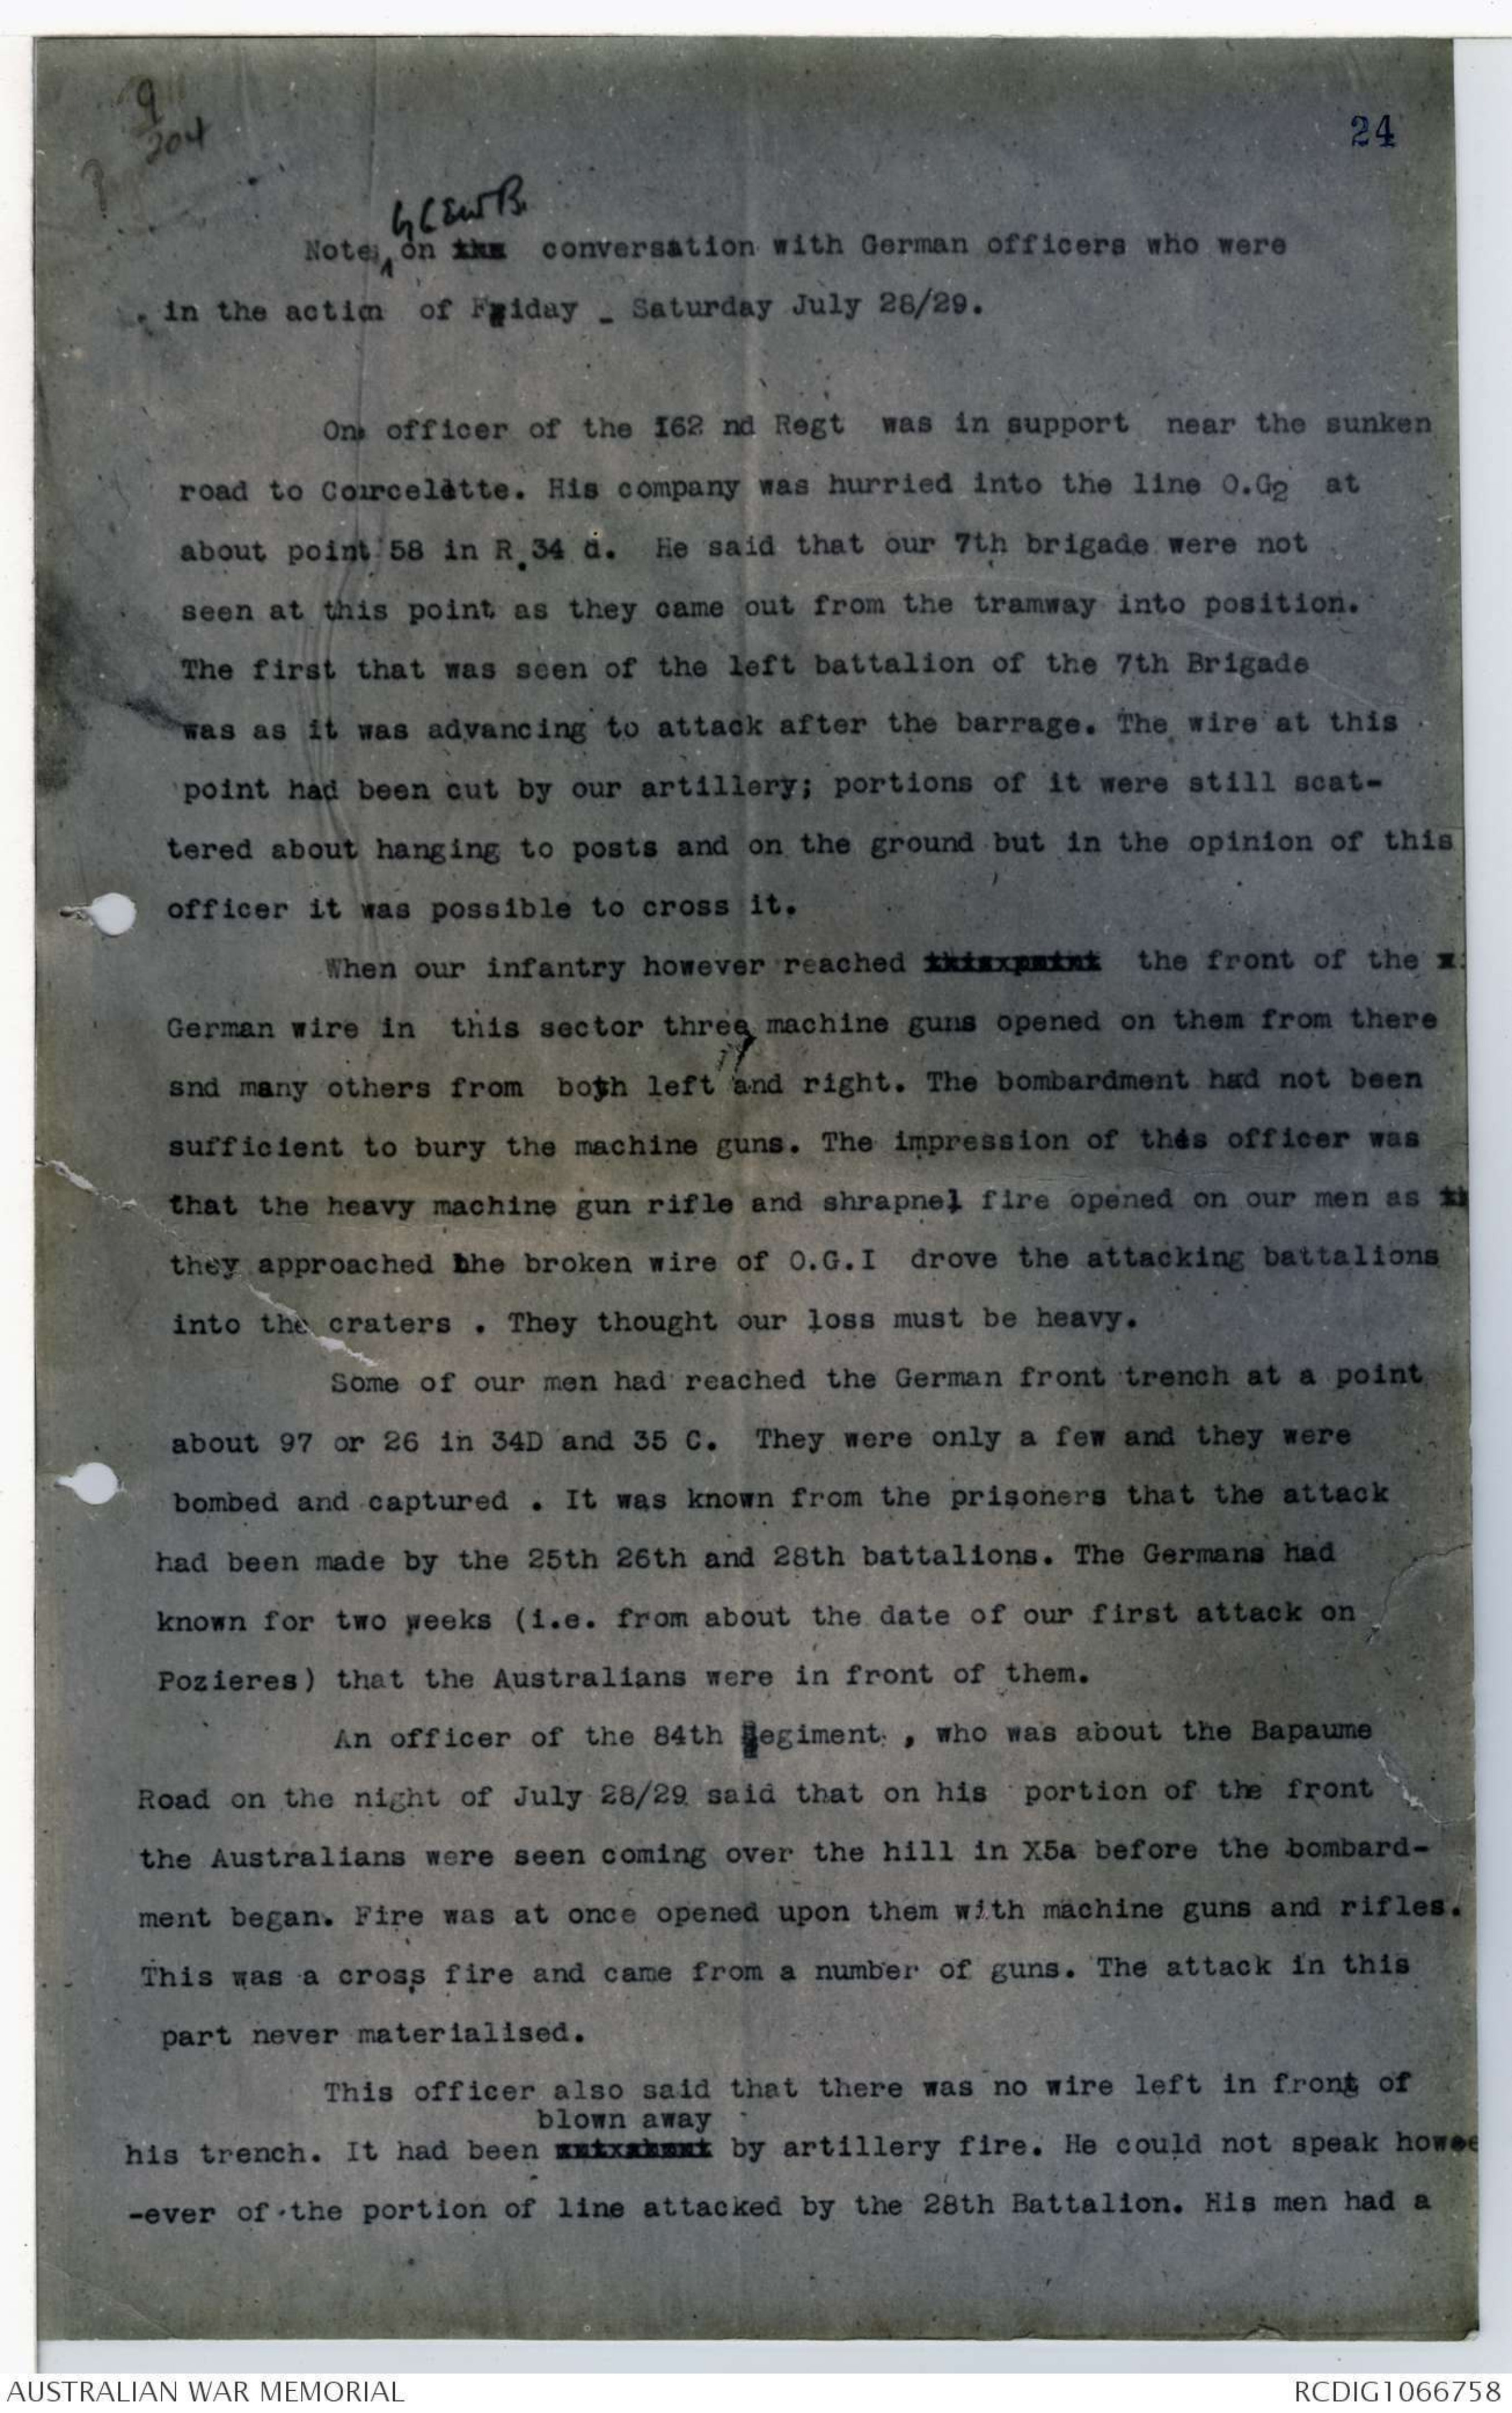 9
204
24
by CEWB.
Note, on the conversation with German officers who were
in the action of Friday _ Saturday July 28/29.
One officer of the I62 nd Regt was in support near the sunken
road to Courcelette. His company was hurried into the line O.G2 at
about point 58 in R.34 d. He said that our 7th brigade were not
seen at this point as they came out from the tramway into position.
The first that was seen of the left battalion of the 7th Brigade
was as it was advancing to attack after the barrage. The wire at this
point had been cut by our artillery; portions of it were still scat-
tered about hanging to posts and on the ground but in the opinion of this
officer it was possible to cross it.
When our infantry however reached this point the front of the x
German wire in this sector three machine guns opened on them from there
snd many others from both left and right. The bombardment had not been
sufficient to bury the machine guns. The impression of this officer was
that the heavy machine gun rifle and shrapnel fire opened on our men as
they approached the broken wire of O.G.I drove the attacking battalions
into the craters . They thought our loss must be heavy.
Some of our men had reached the German front trench at a point
about 97 or 26 in 34D and 35 C. They were only a few and they were
bombed and captured . It was known from the prisoners that the attack
had been made by the 25th 26th and 28th battalions. The Germans had
known for two weeks (i.e. from about the date of our first attack on
Pozieres) that the Australians were in front of them.
An officer of the 84th Regiment , who was about the Bapaume
Road on the night of July 28/29 said that on his portion of the front
the Australians were seen coming over the hill in X5a before the bombard-
ment began. Fire was at once opened upon them with machine guns and rifles.
This was a cross fire and came from a number of guns. The attack in this
part never materialised.
This officer also said that there was no wire left in front of
blown away
his trench. It had been by artillery fire. He could not speak howee
-ever of the portion of line attacked by the 28th Battalion. His men had a
AUSTRALIAN WAR MEMORIAL
RCDIG1066758